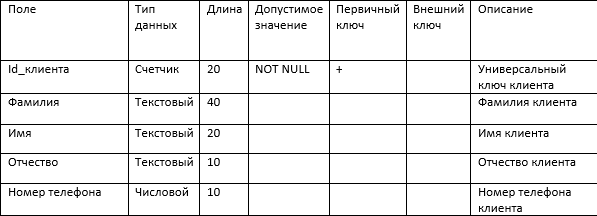 Поле Тип данных Длина Допустимое значение Первичный ключ Внешний ключ Описание
Id_клиента Счетчик 20 NOT NULL + Универсальный ключ клиента
Фамилия Текстовый 40 Фамилия клиента
Имя Текстовый 20 Имя клиента
Отчество Текстовый 10 Отчество клиента
Номер телефона Числовой 10 Номер телефона клиента